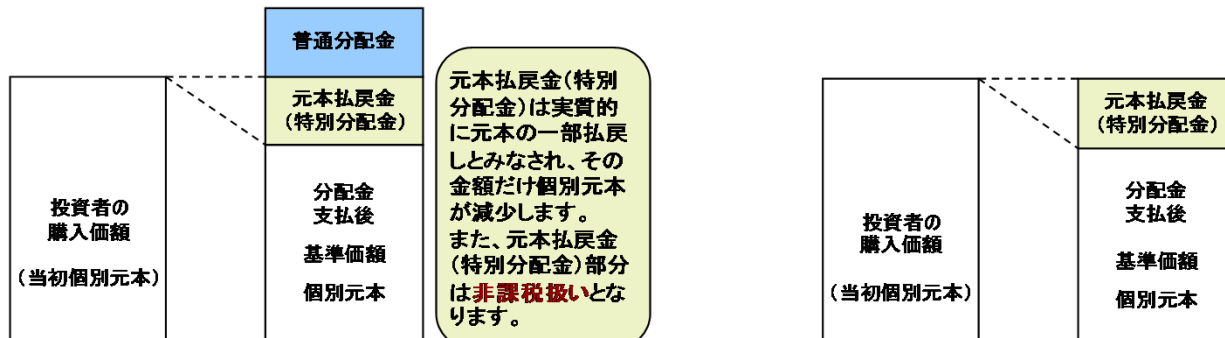 普通分配金
元本払戻金
(特別分配金)
投資者の
購入価額
(当初個別元本)
分配金
支払後
基準価額
個別元本
元本払戻金(特別
分配金)は実質的
に元本の一部払戻
しとみなされ、その
金額だけ個別元本
が減少します。
また、元本払戻金
(特別分配金)部分
は非課税扱いとな
ります。
投資者の
購入価額
(当初個別元本)
元本払戻金
(特別分配金)
分配金
支払後
基準価額
個別元本